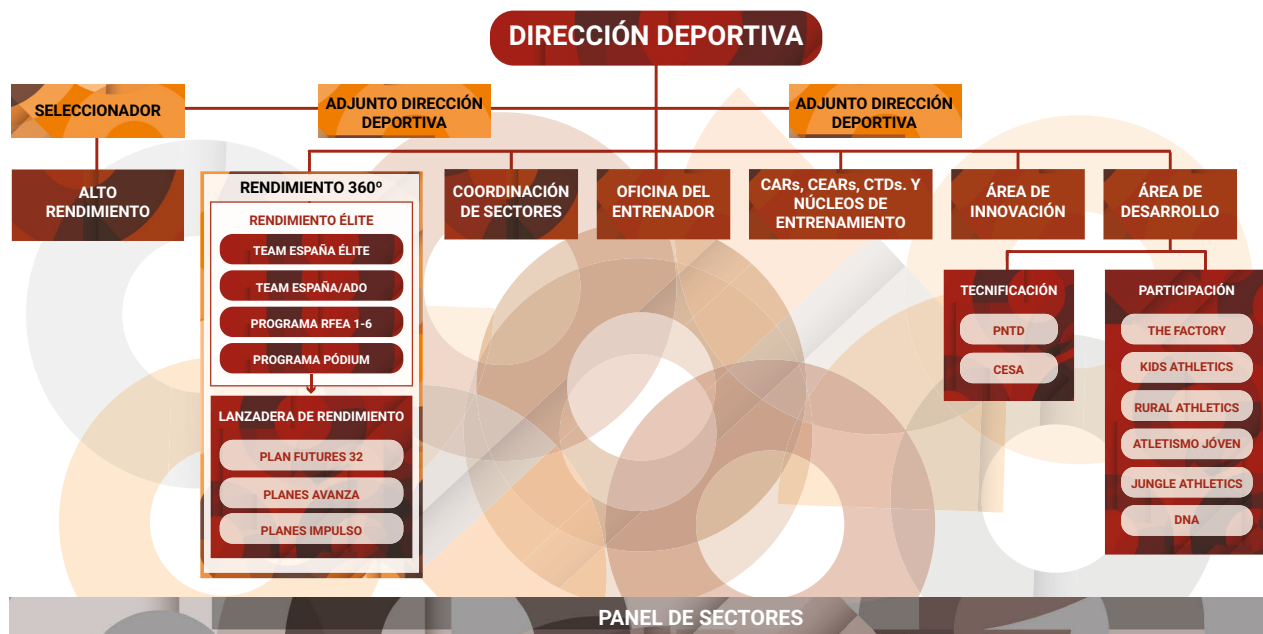 DIRECCIÓN DEPORTIVA
SELECCIONADOR
ADJUNTO DIRECCIÓN
DEPORTIVA
ADJUNTO DIRECCIÓN
DEPORTIVA
ALTO
RENDIMIENTO
RENDIMIENTO 360º
RENDIMIENTO ÉLITE
TEAM ESPAÑA ÉLITE
TEAM ESPAÑA/ADO
PROGRAMA RFEA 1-6
PROGRAMA PÓDIUM
LANZADERA DE RENDIMIENTO
PLAN FUTURES 32
PLANES AVANZA
PLANES IMPULSO
COORDINACIÓN
DE SECTORES
OFICINA DEL
ENTRENADOR
CARs, CEARs, CTDs. Y
NÚCLEOS DE
ENTRENAMIENTO
ÁREA DE
INNOVACIÓN
ÁREA DE
DESARROLLO
TECNIFICACIÓN
PNTD
CESA
PARTICIPACIÓN
THE FACTORY
KIDS ATHLETICS
RURAL ATHLETICS
ATLETISMO JÓVEN
JUNGLE ATHLETICS
DNA
PANEL DE SECTORES